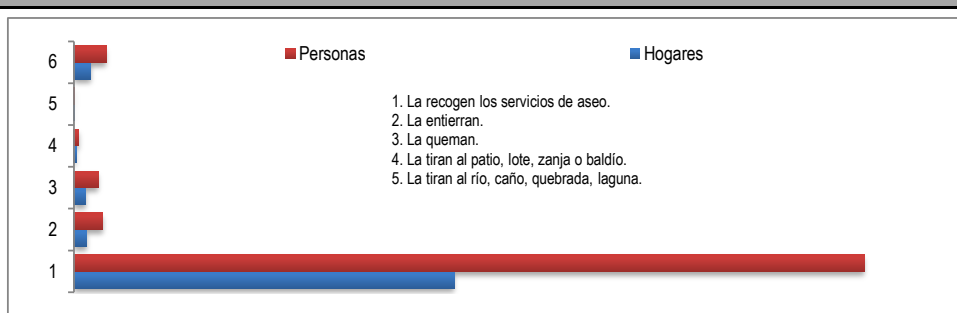 Personas
Hogares
6
5
4
3
2
1
1. La recogen los servicios de aseo.
2. La entierran.
3. La queman.
4. La tiran al patio, lote, zanja o baldío.
5. La tiran al río, caño, quebrada, laguna.